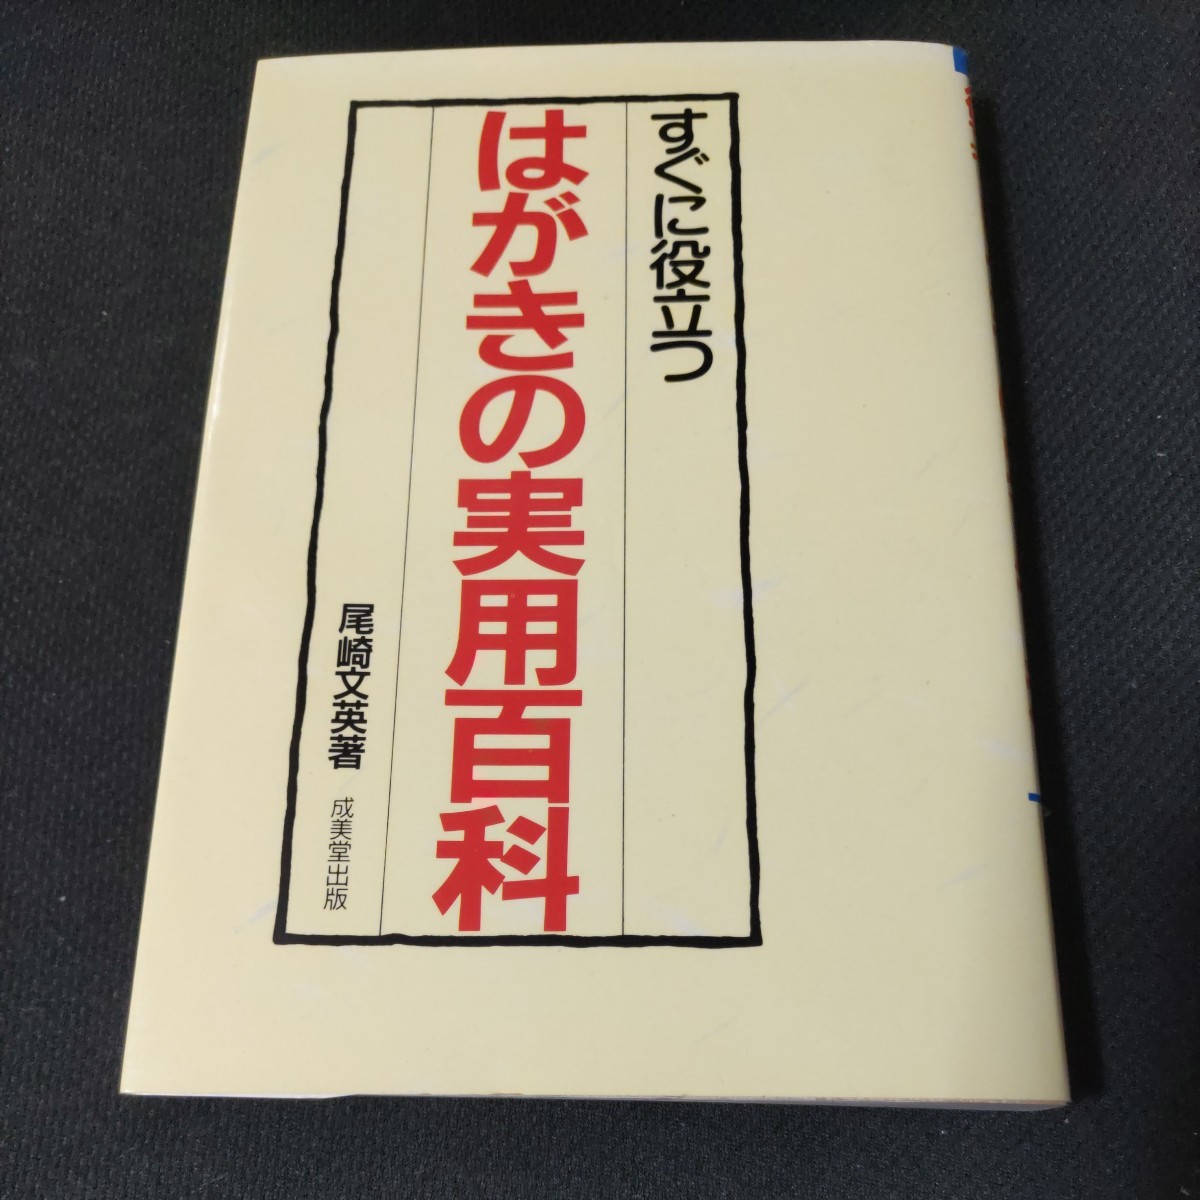 すぐに役立つ
はがきの実用百科
尾崎文英著
成美堂出版